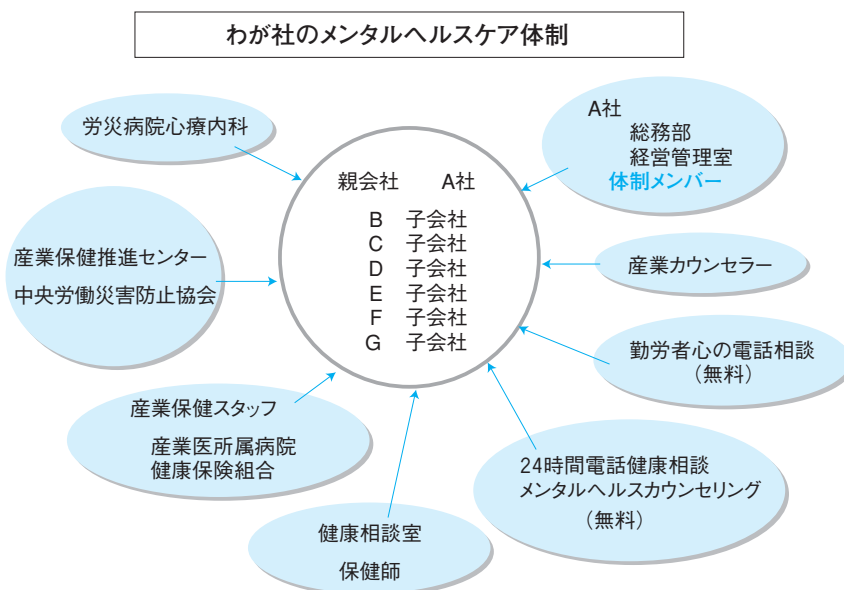 わが社のメンタルヘルスケア体制
労災病院心療内科
A社
総務部
経営管理室
体制メンバー
親会社 A社
B 子会社
C 子会社
D 子会社
E 子会社
F 子会社
G 子会社
産業保健推進センター
中央労働災害防止協会
産業カウンセラー
勤労者心の電話相談
(無料)
産業保健スタッフ
産業医所属病院
健康保険組合
24時間電話健康相談
メンタルヘルスカウンセリング
(無料)
健康相談室
保健師